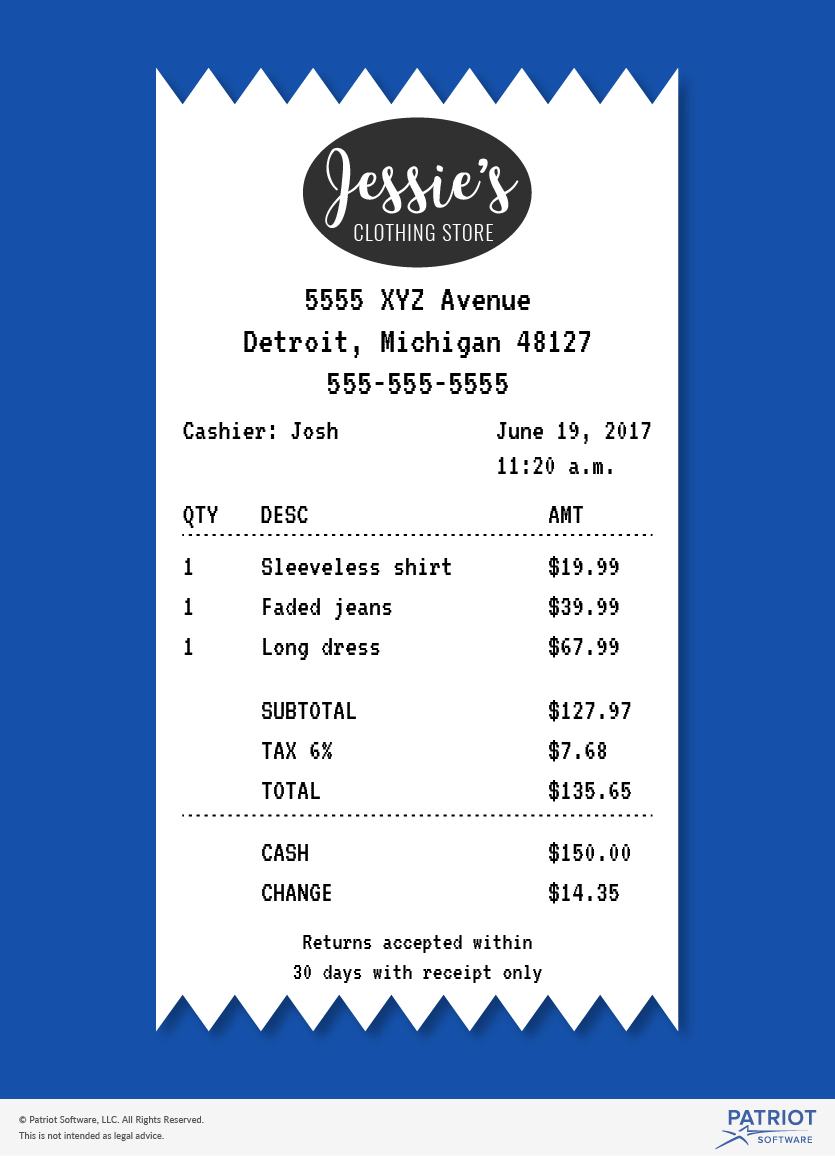 Jessie's
CLOTHING STORE
5555 XYZ Avenue
Detroit, Michigan 48127
555-555-5555
Cashier: Josh June 19, 2017
11:20 a.m.
QTY DESC AMT
1 Sleeveless shirt $19.99
1 Faded jeans $39.99
1 Long dress $67.99
SUBTOTAL $127.97
TAX 6% $7.68
TOTAL $135.65
CASH $150.00
CHANGE $14.35
Returns accepted within
30 days with receipt only
© Patriot Software, LLC. All Rights Reserved.
This is not intended as legal advice.
PATRIOT
SOFTWARE